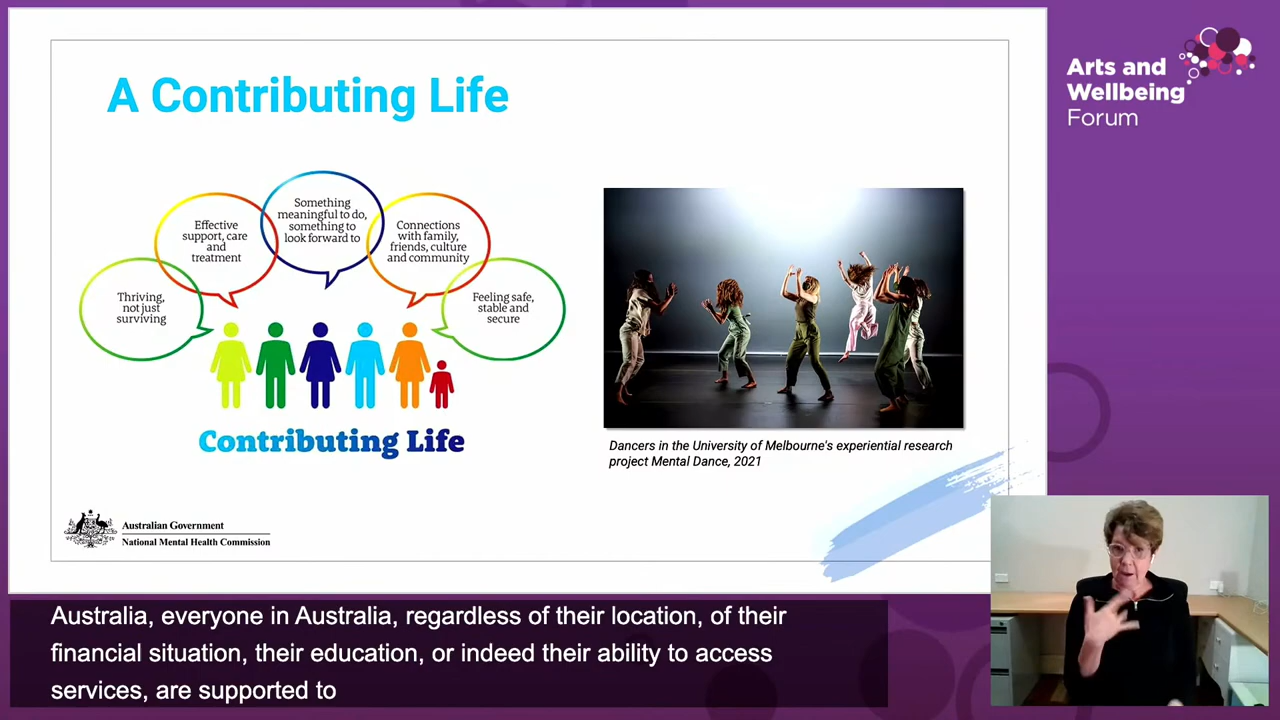 A Contributing Life
Arts and
Wellbeing
Forum
Thriving,
not just
surviving
Effective
support, care
and
treatment
Something
meaningful to do,
something to
look forward to
Connections
with family,
friends, culture
and community
Feeling safe,
stable and
secure
Contributing Life
Dancers in the University of Melbourne's experiential research
project Mental Dance, 2021
Australian Government
National Mental Health Commission
Australia, everyone in Australia, regardless of their location, of their
financial situation, their education, or indeed their ability to access
services, are supported to